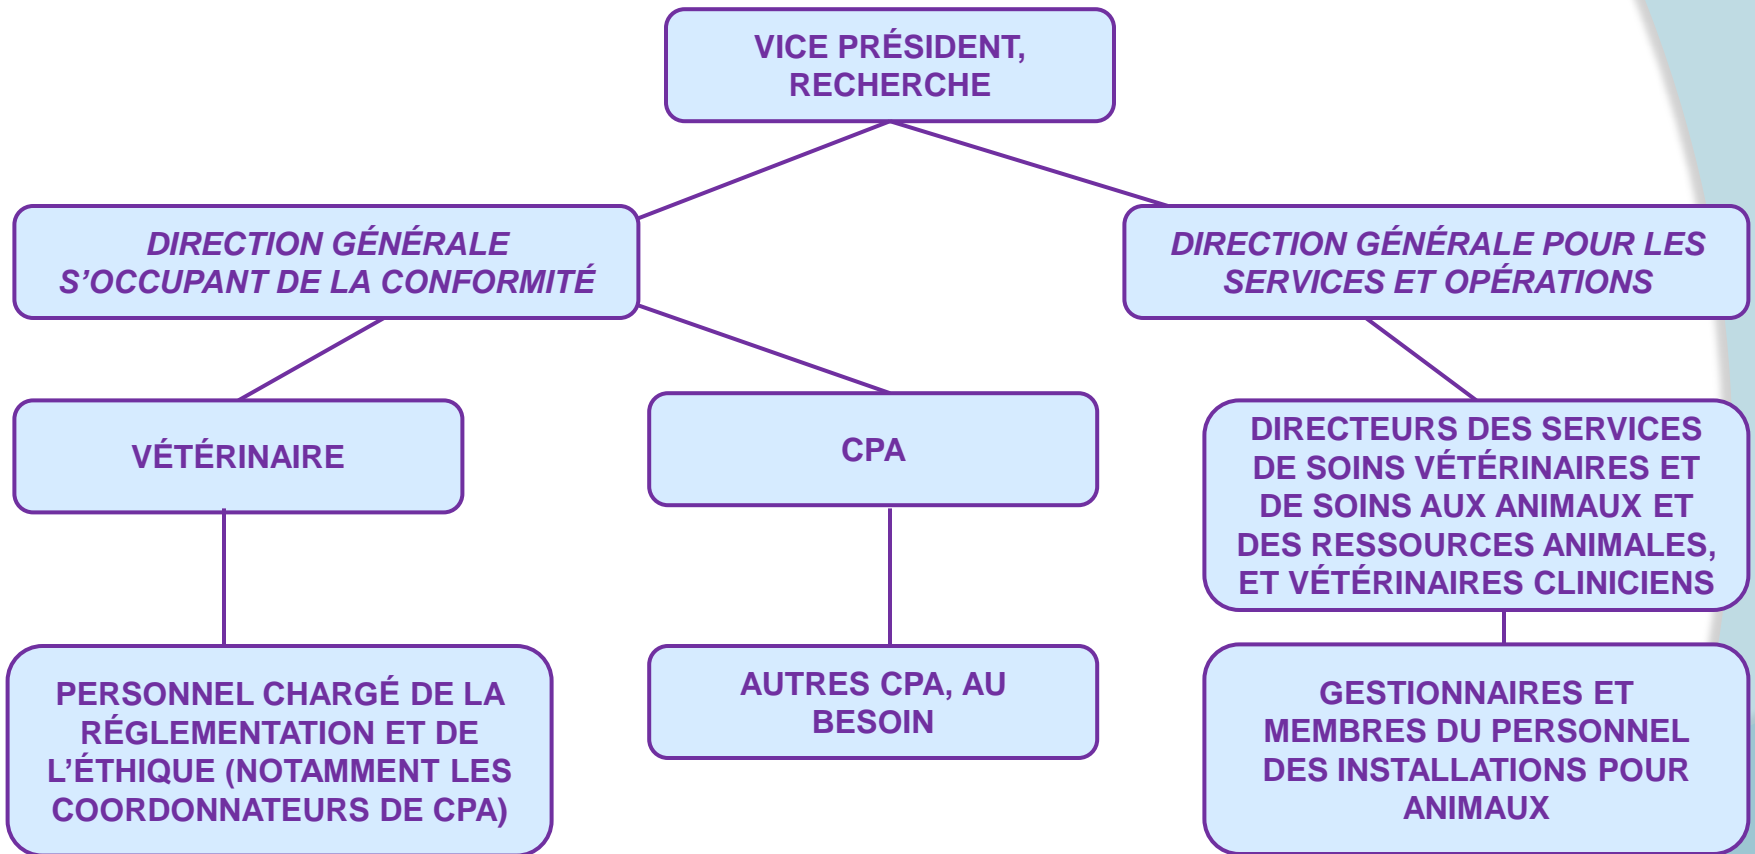 VICE PRÉSIDENT,
RECHERCHE
DIRECTION GÉNÉRALE
S’OCCUPANT DE LA CONFORMITÉ
DIRECTION GÉNÉRALE POUR LES
SERVICES ET OPÉRATIONS
VÉTÉRINAIRE
CPA
DIRECTEURS DES SERVICES
DE SOINS VÉTÉRINAIRES ET
DE SOINS AUX ANIMAUX ET
DES RESSOURCES ANIMALES,
ET VÉTÉRINAIRES CLINICIENS
PERSONNEL CHARGÉ DE LA
RÉGLEMENTATION ET DE
L’ÉTHIQUE (NOTAMMENT LES
COORDONNATEURS DE CPA)
AUTRES CPA, AU
BESOIN
GESTIONNAIRES ET
MEMBRES DU PERSONNEL
DES INSTALLATIONS POUR
ANIMAUX